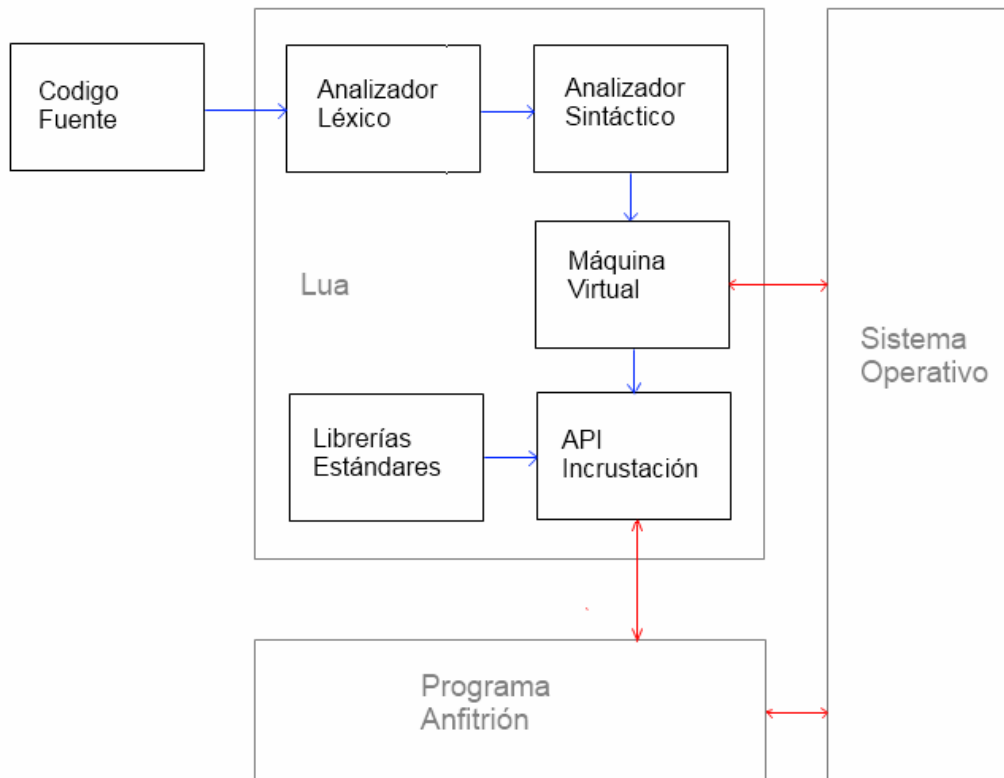 Codigo
Fuente
Analizador
Léxico
Analizador
Sintáctico
Lua
Máquina
Virtual
Sistema
Operativo
Librerías
Estándares
API
Incrustación
Programa
Anfitrión